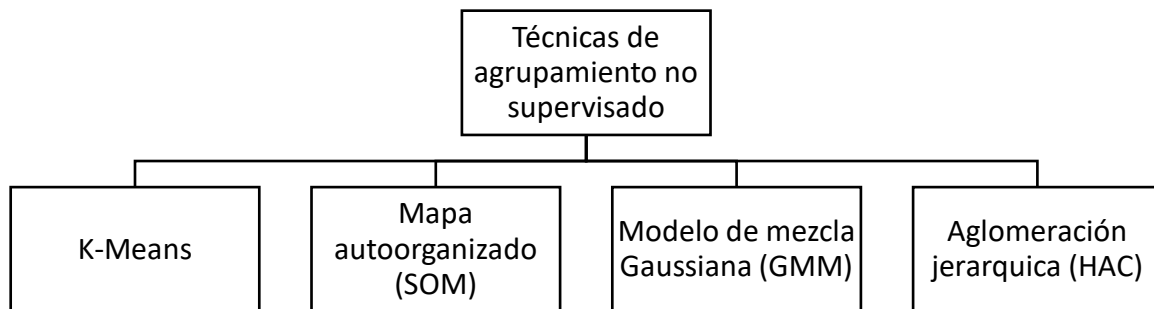 Técnicas de
agrupamiento no
supervisado
K-Means
Mapa
autoorganizado
(SOM)
Modelo de mezcla
Gaussiana (GMM)
Aglomeración
jerarquica (HAC)